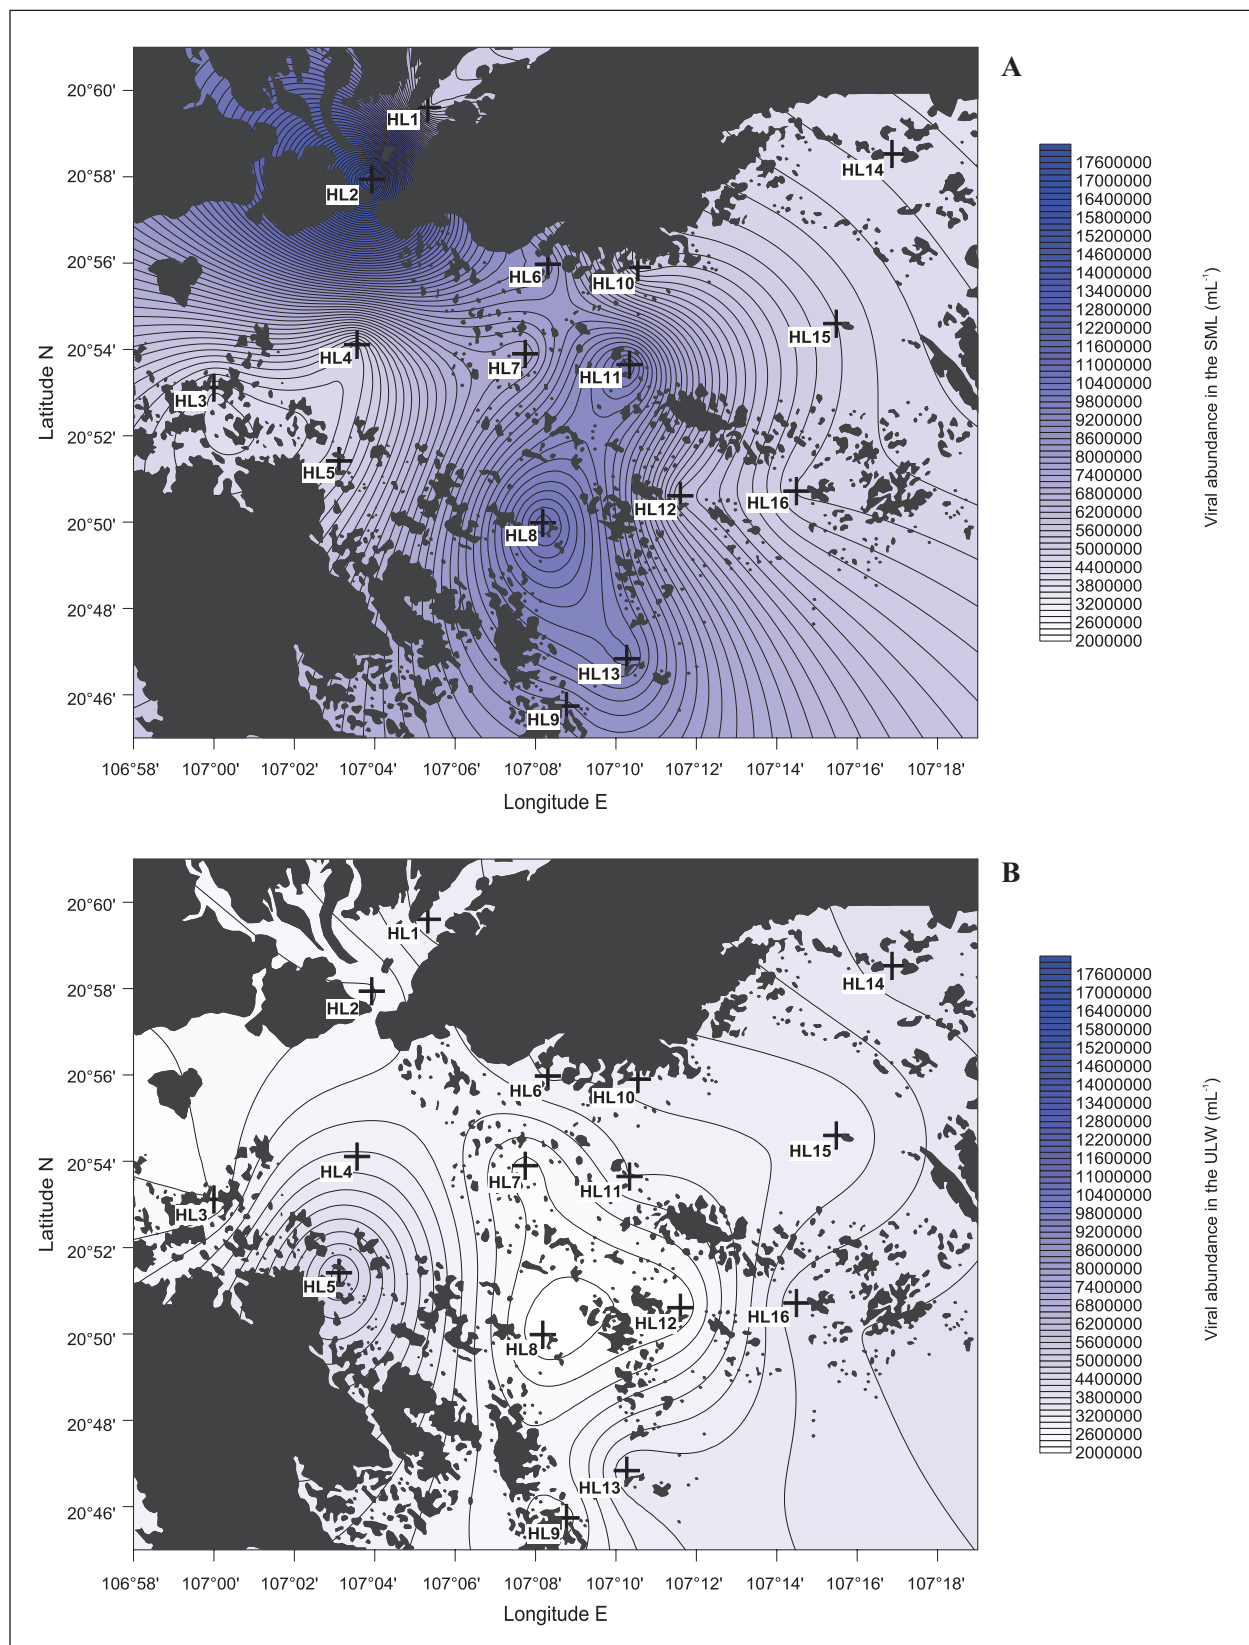 A
20°60'
20°58'
20°56'
20°54'
20°52'
20°50'
20°48'
20°46'
Latitude N
HL1
HL2
HL14
HL6
HL10
HL15
HL4
HL7
HL11
HL3
HL5
HL16
HL12
HL8
HL13
HL9
106°58' 107°00' 107°04' 107°06' 107°08' 107°10' 107°12' 107°14' 107°16' 107°18'
Longitude E
17600000
17000000
16400000
15800000
15200000
14600000
14000000
13400000
12800000
12200000
11600000
11000000
10400000
9800000
9200000
8600000
8000000
7400000
6800000
6200000
5600000
5000000
4400000
3800000
3200000
2600000
2000000
Viral abundance in the SML (mL⁻¹)
B
20°60'
20°58'
20°56'
20°54'
20°52'
20°50'
20°48'
20°46'
Latitude N
HL1
HL14
HL2
HL6
HL10
HL15
HL4
HL7
HL11
HL3
HL5
HL16
HL12
HL8
HL13
HL9
106°58' 107°00' 107°02' 107°04' 107°06' 107°08' 107°10' 107°12' 107°14' 107°16' 107°18'
Longitude E
17600000
17000000
16400000
15800000
15200000
14600000
14000000
13400000
12800000
12200000
11600000
11000000
10400000
9800000
9200000
8600000
8000000
7400000
6800000
6200000
5600000
5000000
4400000
3800000
3200000
2600000
2000000
Viral abundance in the ULW (mL⁻¹)